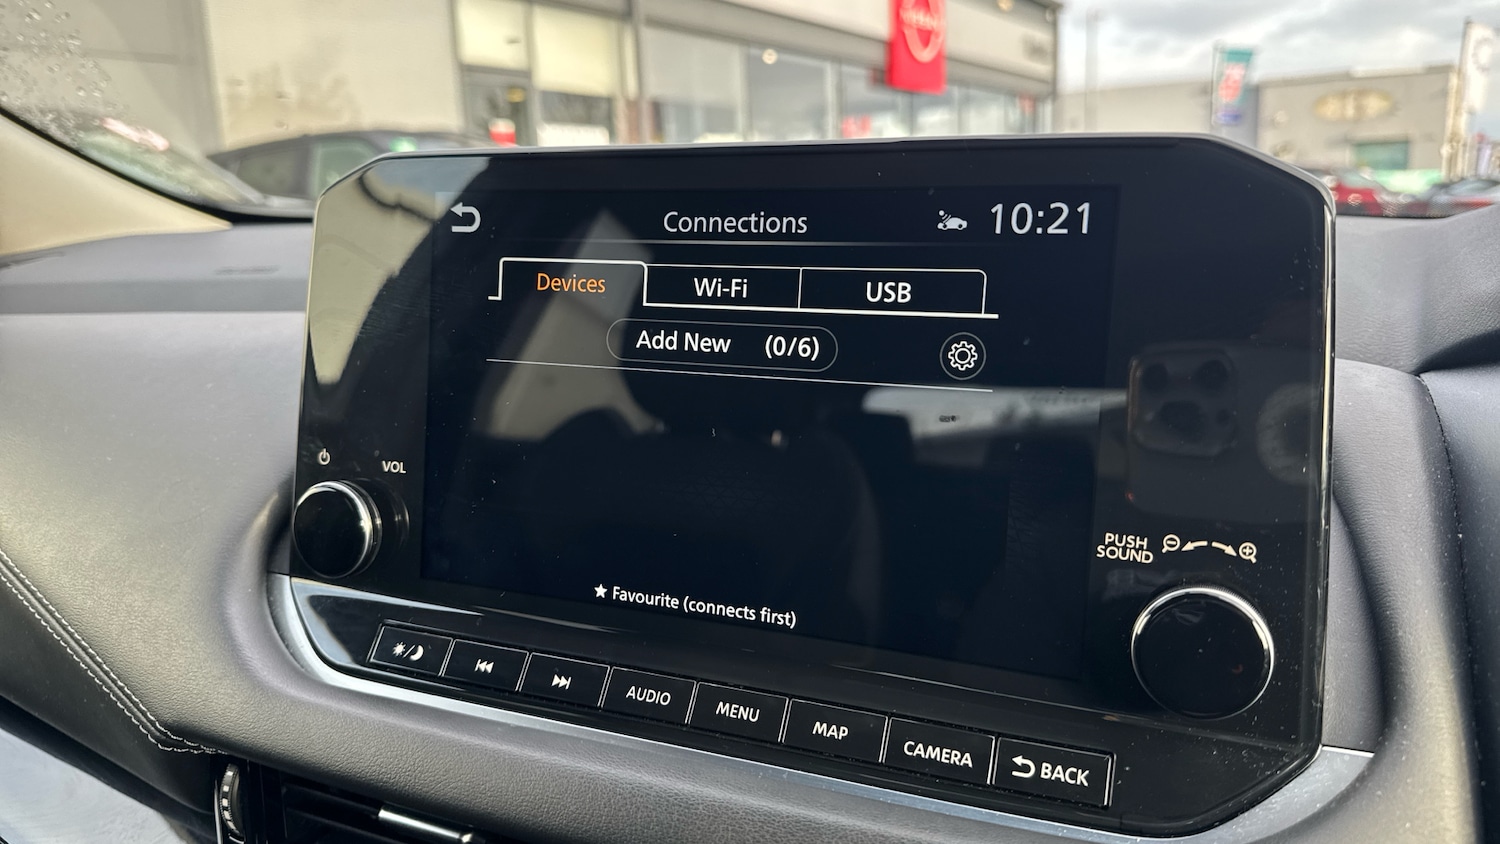 Connections
10:21
Devices
Wi-Fi
USB
Add New (0/6)
★ Favourite (connects first)
VOL
PUSH
SOUND
AUDIO
MENU
MAP
CAMERA
BACK